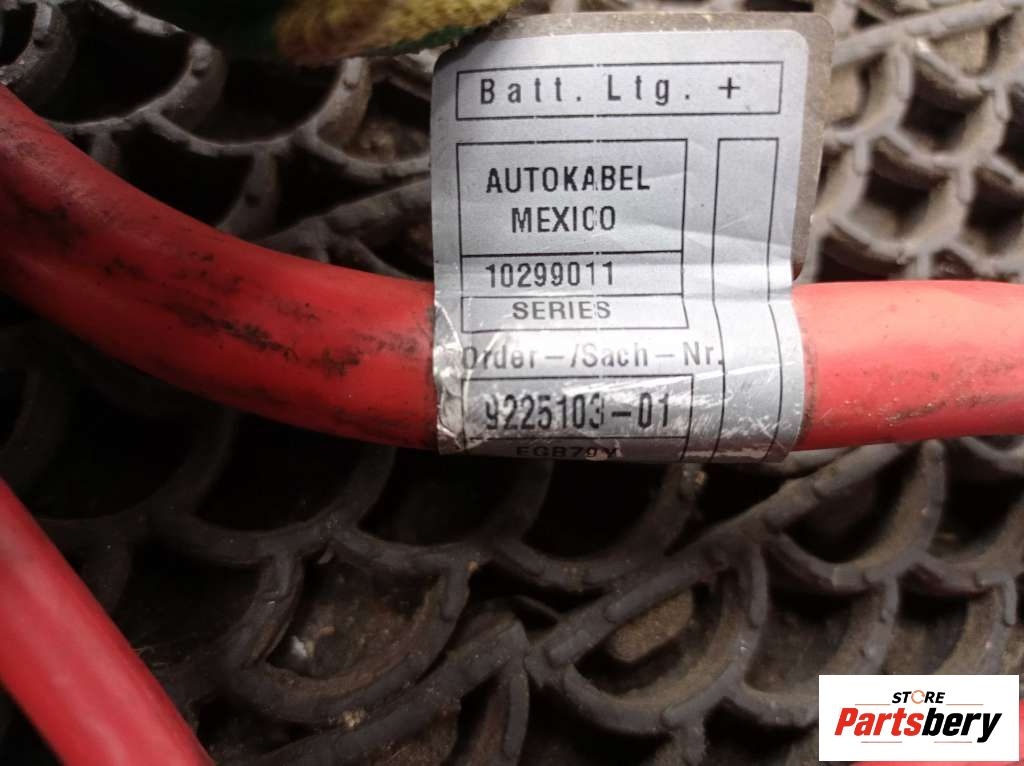 Batt. Ltg. +
AUTOKABEL
MEXICO
10299011
SERIES
Order-/Sach-Nr.
9225103-01
STORE
Partsbery